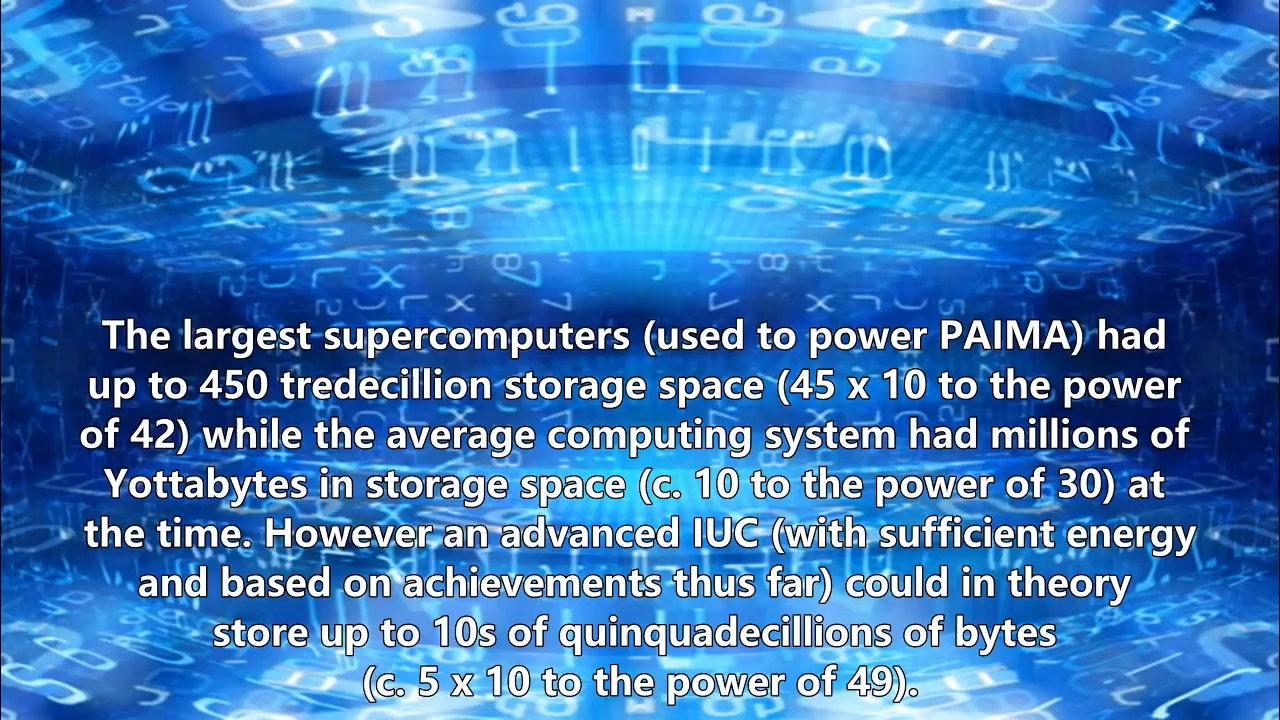 The largest supercomputers (used to power PAIMA) had
up to 450 tredecillion storage space (45 x 10 to the power
of 42) while the average computing system had millions of
Yottabytes in storage space (c. 10 to the power of 30) at
the time. However an advanced IUC (with sufficient energy
and based on achievements thus far) could in theory
store up to 10s of quinquadecillions of bytes
(c. 5 x 10 to the power of 49).